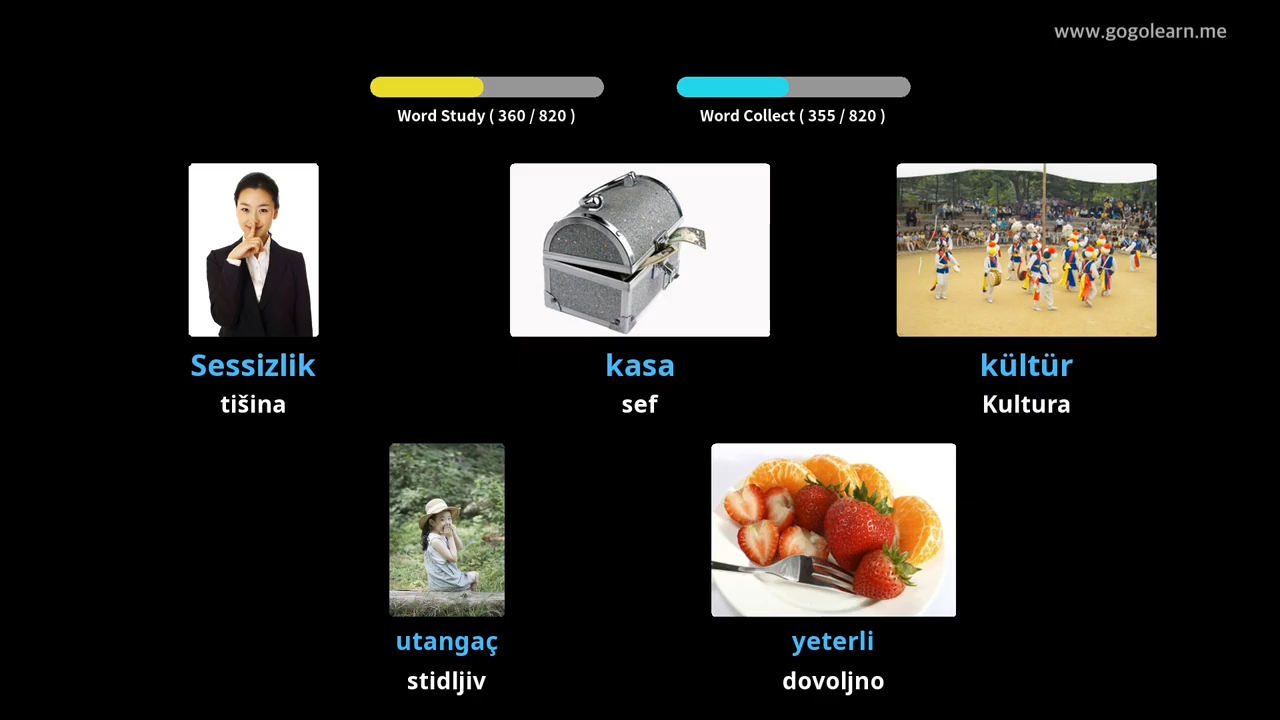 www.gogolearn.me
Word Study ( 360 / 820 )
Word Collect ( 355 / 820 )
Sessizlik
tišina
kasa
sef
kültür
Kultura
utangaç
stidljiv
yeterli
dovoljno